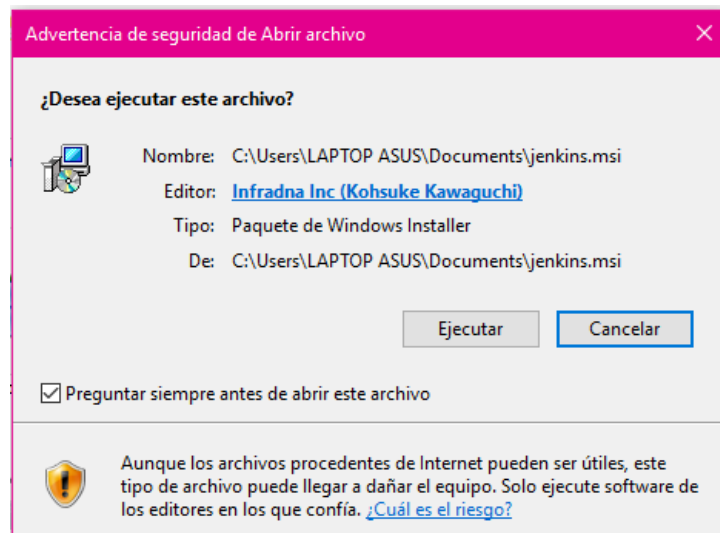 Advertencia de seguridad de Abrir archivo
¿Desea ejecutar este archivo?
Nombre: C:\Users\LAPTOP ASUS\Documents\jenkins.msi
Editor: Infradna Inc (Kohsuke Kawaguchi)
Tipo: Paquete de Windows Installer
De: C:\Users\LAPTOP ASUS\Documents\jenkins.msi
Ejecutar Cancelar
Preguntar siempre antes de abrir este archivo
Aunque los archivos procedentes de Internet pueden ser útiles, este
tipo de archivo puede llegar a dañar el equipo. Solo ejecute software de
los editores en los que confía. ¿Cuál es el riesgo?